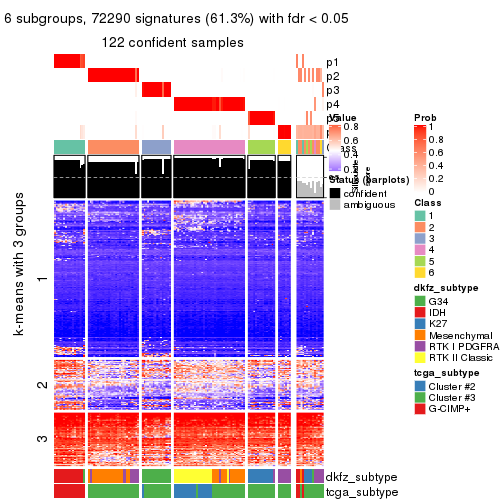 6 subgroups, 72290 signatures (61.3%) with fdr < 0.05
122 confident samples
p1
p2
p3
p4
Value
0.8
0.6
0.4
0.2
Status (barplots)
confident
ambiguous
Prob
1
0.8
0.6
0.4
0.2
0
Class
1
2
3
4
5
6
dkfz_subtype
G34
IDH
K27
Mesenchymal
RTK I PDGFRA
RTK II Classic
tcga_subtype
Cluster #2
Cluster #3
G-CIMP+
k-means with 3 groups
1
2
3
dkfz_subtype
tcga_subtype